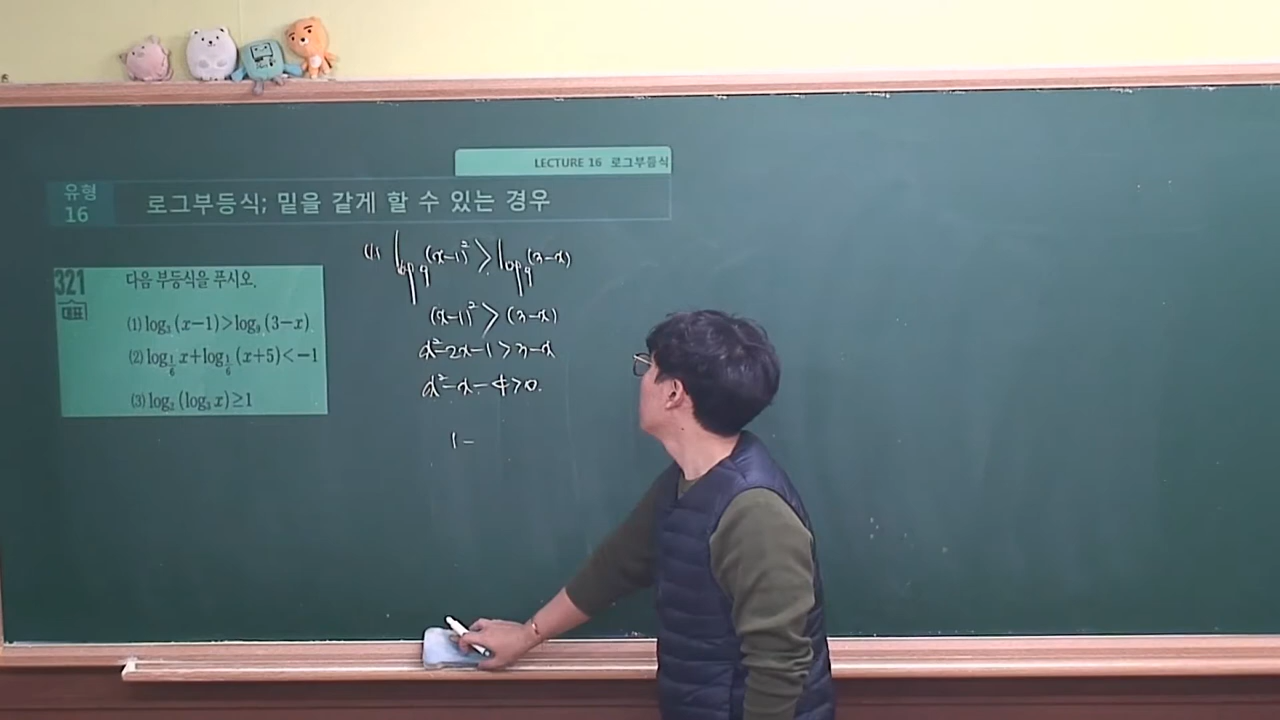 LECTURE 16 로그부등식
유형
16
로그부등식; 밑을 같게 할 수 있는 경우
321
대표
다음 부등식을 푸시오.
(1) log₃(x−1)>log₉(3−x)
(2) log_{1/6} x+log_{1/6}(x+5)<−1
(3) log₂(log₃x)≥1
(1) log₉(x-1)² > log₉(3-x)
(x-1)² > (3-x)
x²-2x-1>3-x
x²-x-4>0.
1-